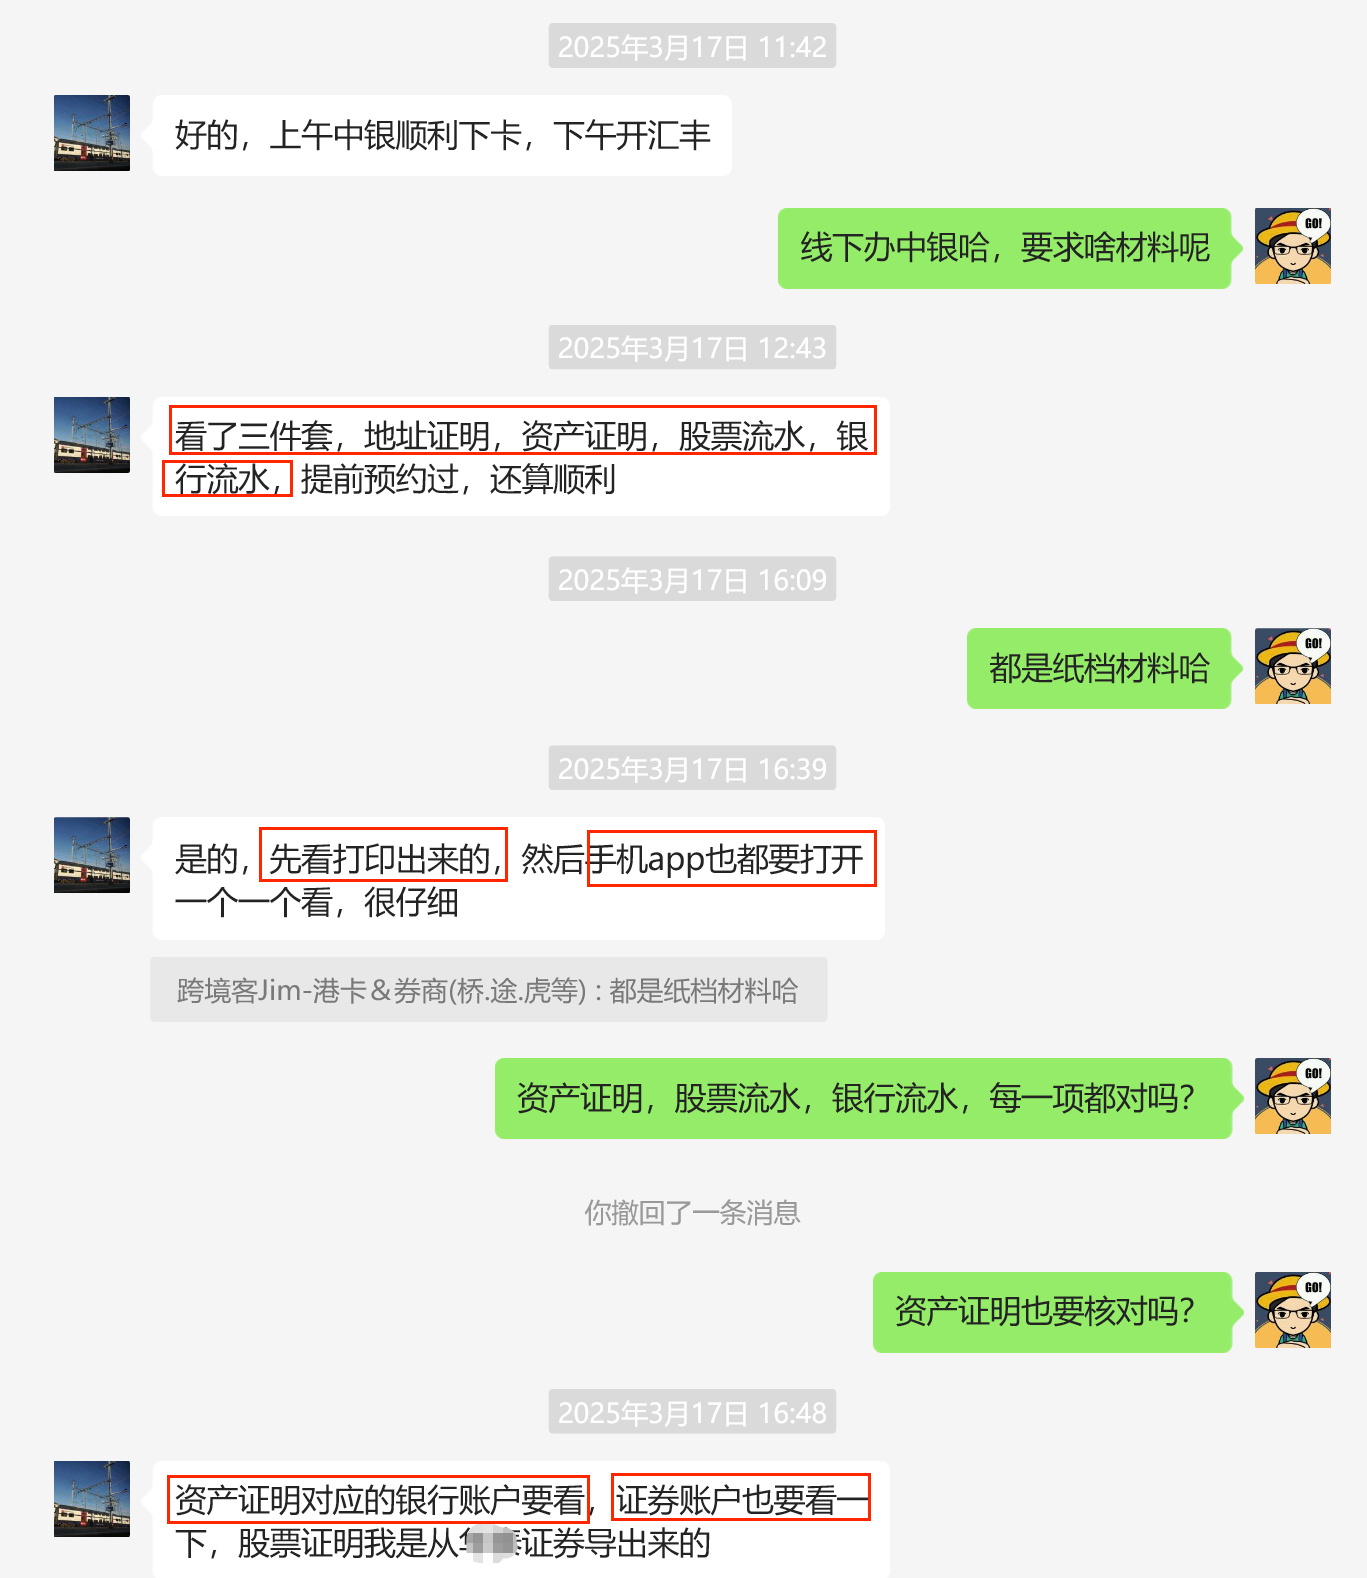 2025年3月17日 11:42
好的，上午中银顺利下卡，下午开汇丰
线下办中银哈，要求啥材料呢
GO!
2025年3月17日 12:43
看了三件套，地址证明，资产证明，股票流水，银
行流水，提前预约过，还算顺利
2025年3月17日 16:09
都是纸档材料哈
GO!
2025年3月17日 16:39
是的，先看打印出来的，然后手机app也都要打开
一个一个看，很仔细
跨境客Jim-港卡＆券商(桥.途.虎等) : 都是纸档材料哈
资产证明，股票流水，银行流水，每一项都对吗？
GO!
你撤回了一条消息
资产证明也要核对吗？
GO!
2025年3月17日 16:48
资产证明对应的银行账户要看，证券账户也要看一
下，股票证明我是从证券导出来的